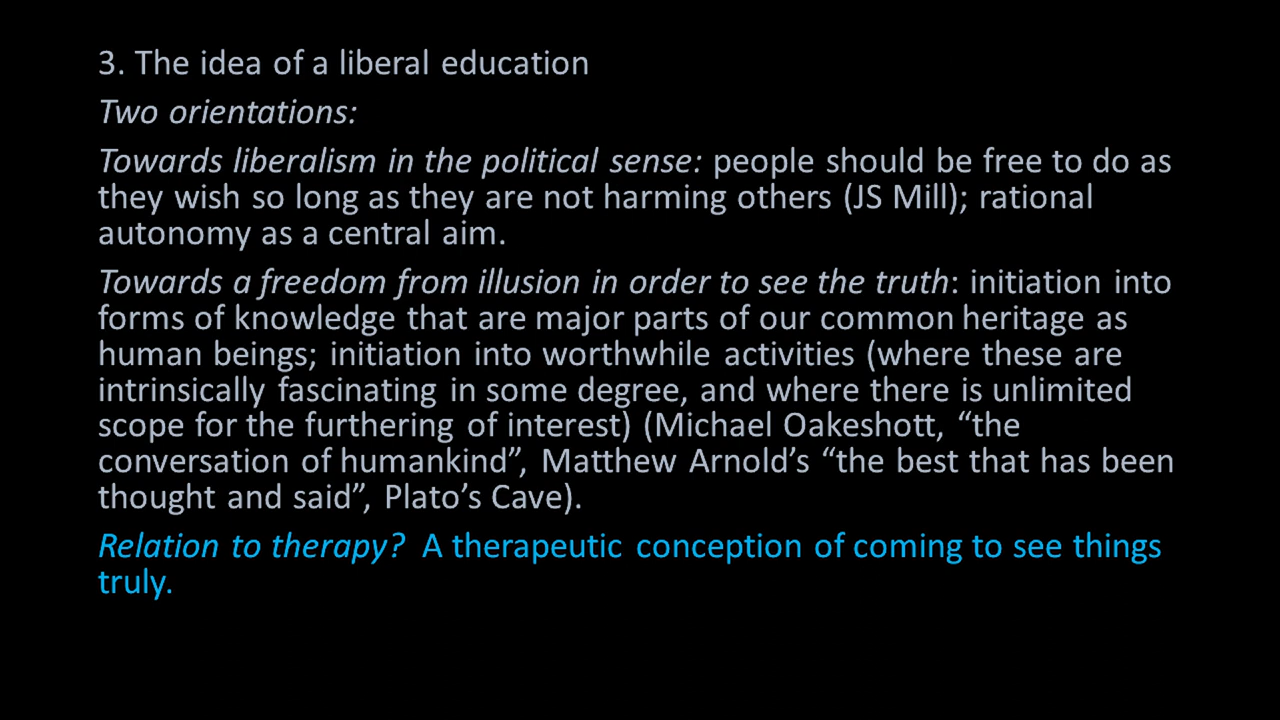 3. The idea of a liberal education
Two orientations:
Towards liberalism in the political sense: people should be free to do as
they wish so long as they are not harming others (JS Mill); rational
autonomy as a central aim.
Towards a freedom from illusion in order to see the truth: initiation into
forms of knowledge that are major parts of our common heritage as
human beings; initiation into worthwhile activities (where these are
intrinsically fascinating in some degree, and where there is unlimited
scope for the furthering of interest) (Michael Oakeshott, “the
conversation of humankind”, Matthew Arnold’s “the best that has been
thought and said”, Plato’s Cave).
Relation to therapy? A therapeutic conception of coming to see things
truly.